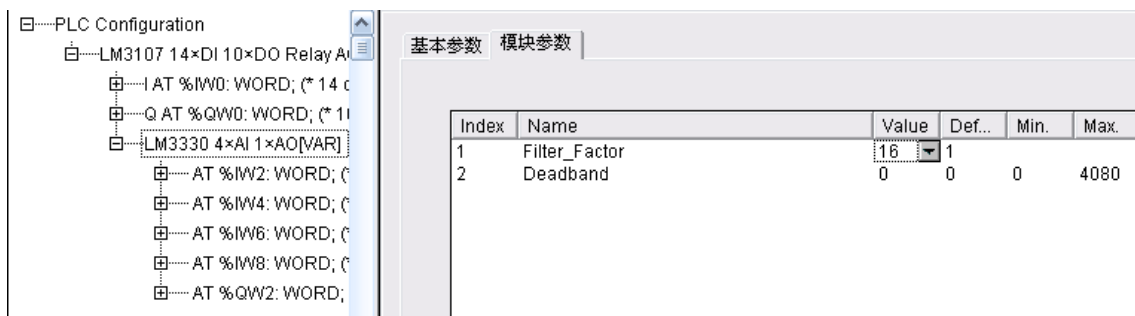 PLC Configuration
LM3107 14×DI 10×DO Relay
I AT %IW0: WORD; (* 14
Q AT %QW0: WORD; (*
LM3330 4×AI 1×AO[VAR]
AT %IW2: WORD;
AT %IW4: WORD;
AT %IW6: WORD;
AT %IW8: WORD;
AT %QW2: WORD;
基本参数 模块参数
Index Name Value Def... Min. Max.
1 Filter_Factor 16 1
2 Deadband 0 0 0 4080